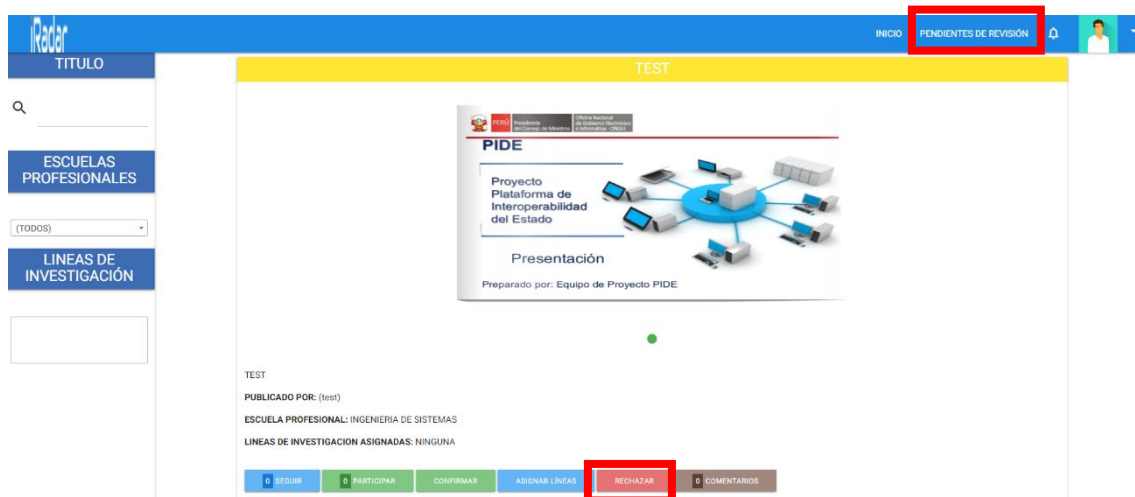 iRadar
INICIO
PENDIENTES DE REVISIÓN
TITULO
ESCUELAS
PROFESIONALES
(TODOS)
LINEAS DE
INVESTIGACIÓN
TEST
PERÚ
Presidencia
del Consejo de Ministros
Oficina Nacional
de Gobierno Electrónico
e Informática - ONGEI
PIDE
Proyecto
Plataforma de
Interoperabilidad
del Estado
Presentación
Preparado por: Equipo de Proyecto PIDE
TEST
PUBLICADO POR: (test)
ESCUELA PROFESIONAL: INGENIERIA DE SISTEMAS
LINEAS DE INVESTIGACION ASIGNADAS: NINGUNA
0 SEGUIR
0 PARTICIPAR
CONFIRMAR
ASIGNAR LÍNEAS
RECHAZAR
0 COMENTARIOS